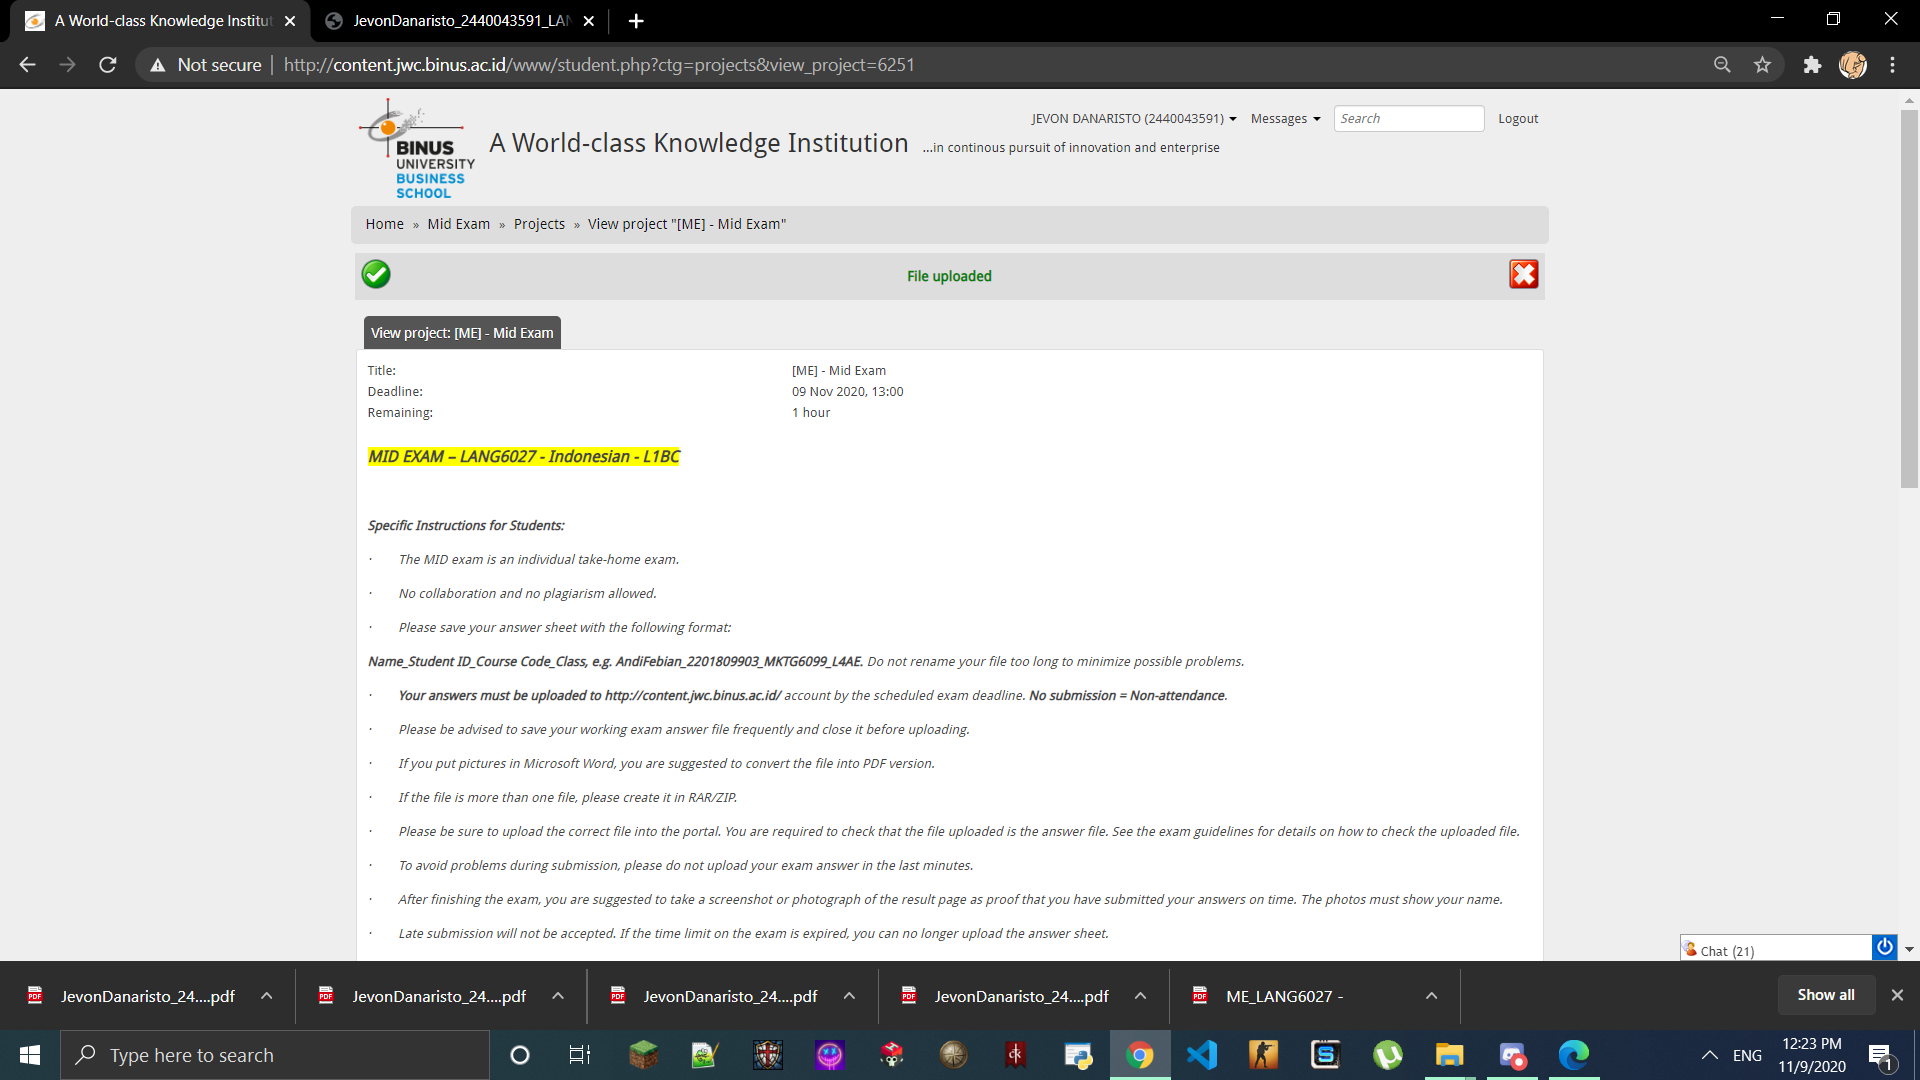 A World-class Knowledge Institut
JevonDanaristo_2440043591_LAN
Not secure
http://content.jwc.binus.ac.id/www/student.php?ctg=projects&view_project=6251
BINUS
UNIVERSITY
BUSINESS
SCHOOL
A World-class Knowledge Institution
...in continous pursuit of innovation and enterprise
JEVON DANARISTO (2440043591)
Messages
Search
Logout
Home » Mid Exam » Projects » View project "[ME] - Mid Exam"
File uploaded
View project: [ME] - Mid Exam
Title: [ME] - Mid Exam
Deadline: 09 Nov 2020, 13:00
Remaining: 1 hour
MID EXAM – LANG6027 - Indonesian - L1BC
Specific Instructions for Students:
· The MID exam is an individual take-home exam.
· No collaboration and no plagiarism allowed.
· Please save your answer sheet with the following format:
Name_Student ID_Course Code_Class, e.g. AndiFebian_2201809903_MKTG6099_L4AE. Do not rename your file too long to minimize possible problems.
· Your answers must be uploaded to http://content.jwc.binus.ac.id/ account by the scheduled exam deadline. No submission = Non-attendance.
· Please be advised to save your working exam answer file frequently and close it before uploading.
· If you put pictures in Microsoft Word, you are suggested to convert the file into PDF version.
· If the file is more than one file, please create it in RAR/ZIP.
· Please be sure to upload the correct file into the portal. You are required to check that the file uploaded is the answer file. See the exam guidelines for details on how to check the uploaded file.
· To avoid problems during submission, please do not upload your exam answer in the last minutes.
· After finishing the exam, you are suggested to take a screenshot or photograph of the result page as proof that you have submitted your answers on time. The photos must show your name.
· Late submission will not be accepted. If the time limit on the exam is expired, you can no longer upload the answer sheet.
Chat (21)
JevonDanaristo_24....pdf
JevonDanaristo_24....pdf
JevonDanaristo_24....pdf
JevonDanaristo_24....pdf
ME_LANG6027 -
Show all
Type here to search
ENG
12:23 PM
11/9/2020
1